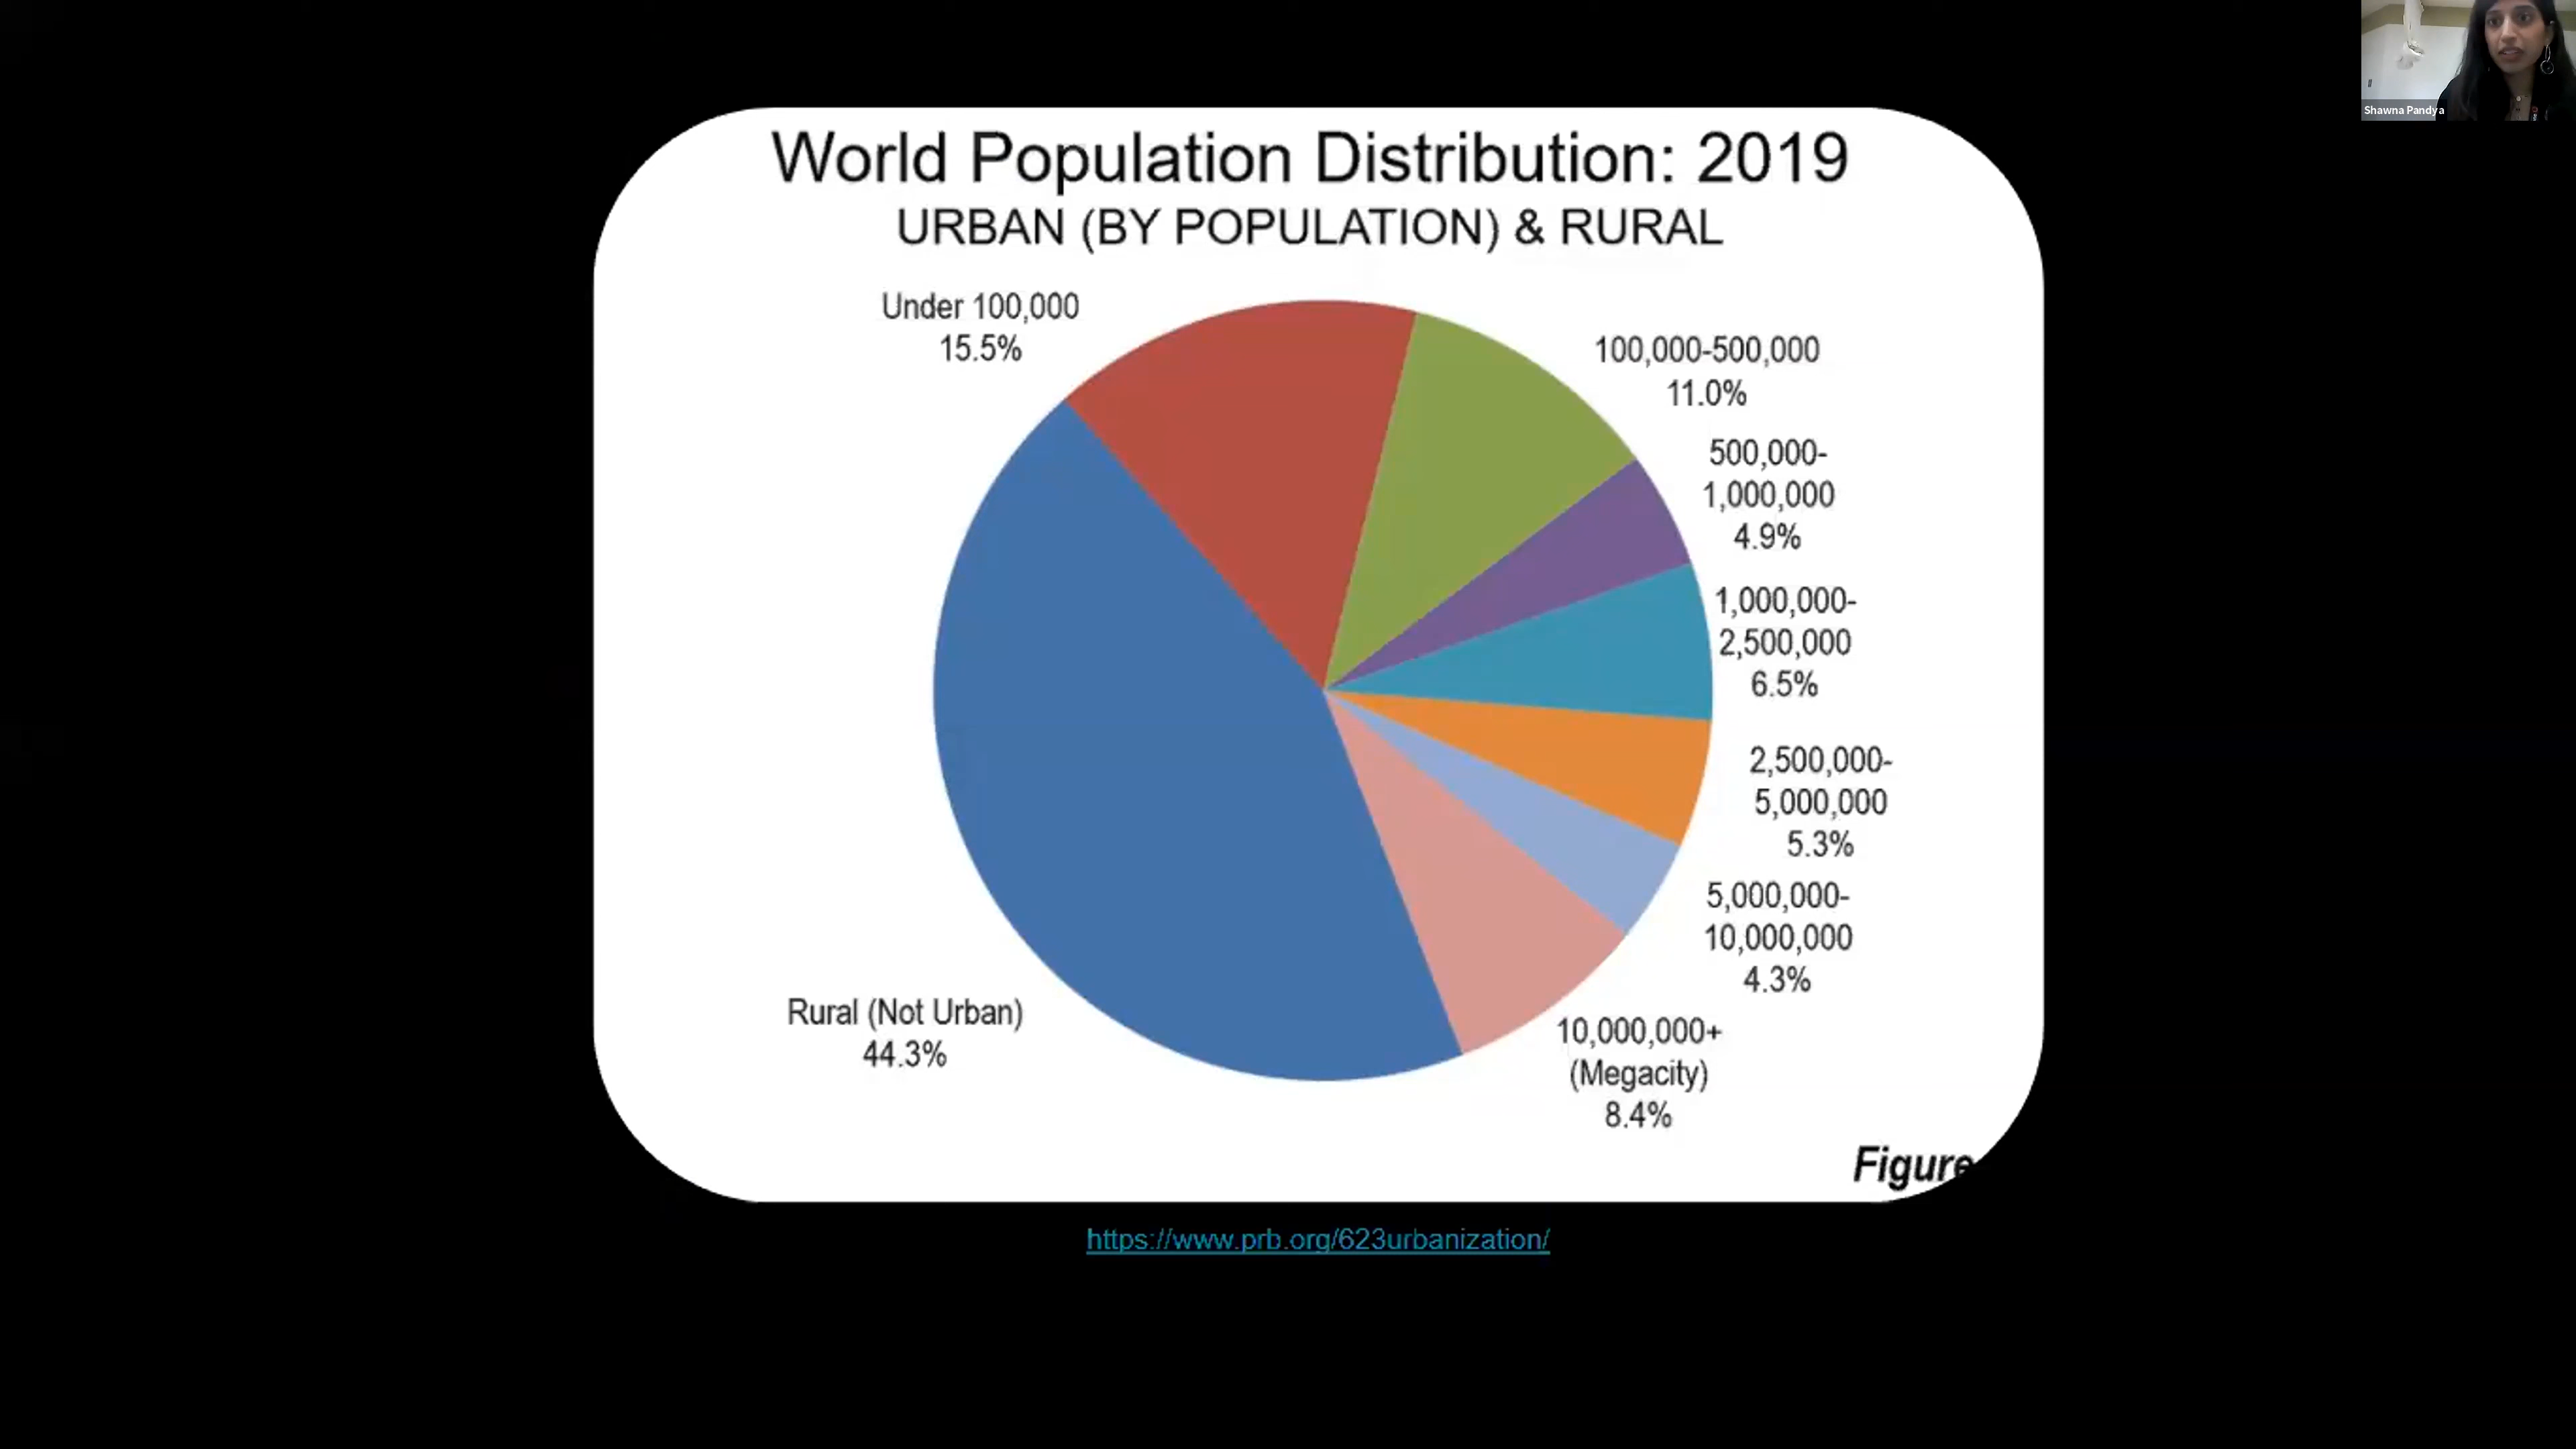 Shawna Pandya
World Population Distribution: 2019
URBAN (BY POPULATION) & RURAL
Under 100,000
15.5%
100,000-500,000
11.0%
500,000-
1,000,000
4.9%
1,000,000-
2,500,000
6.5%
2,500,000-
5,000,000
5.3%
5,000,000-
10,000,000
4.3%
10,000,000+
(Megacity)
8.4%
Rural (Not Urban)
44.3%
Figure
https://www.prb.org/623urbanization/